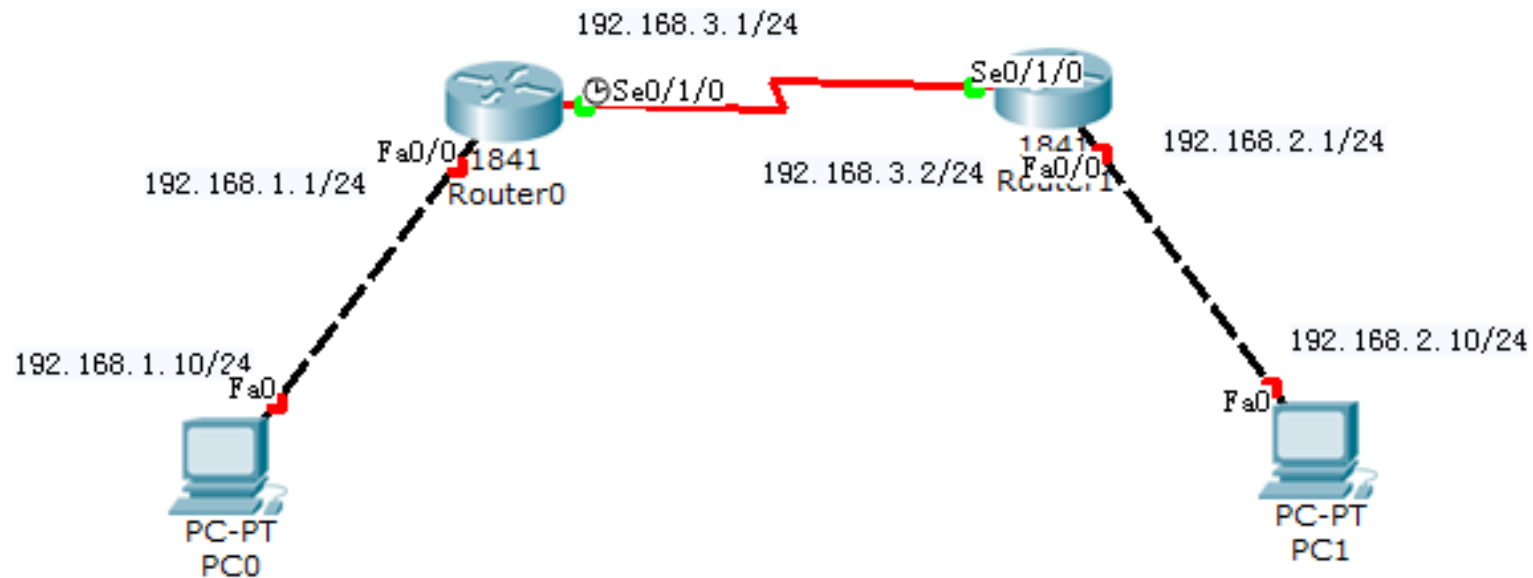 192.168.3.1/24
Se0/1/0
Se0/1/0
Fa0/0
1841
Router0
192.168.1.1/24
192.168.2.1/24
1841
Fa0/0
Router1
192.168.3.2/24
192.168.1.10/24
Fa0
PC-PT
PC0
192.168.2.10/24
Fa0
PC-PT
PC1